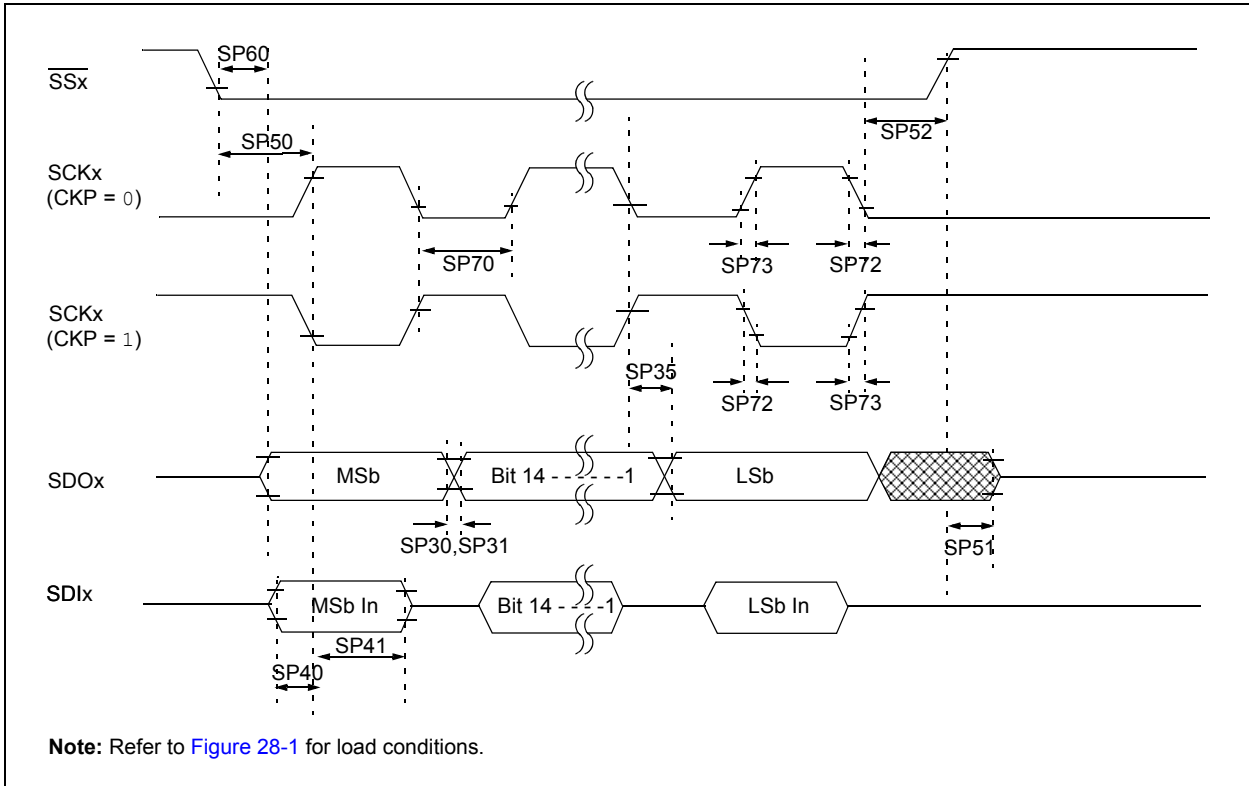 SP60
SSx
SP50
SP52
SCKx
(CKP = 0)
SP70
SP73
SP72
SCKx
(CKP = 1)
SP35
SP72
SP73
SDOx
MSb
Bit 14 - - - - - -1
LSb
SP30,SP31
SP51
SDIx
MSb In
Bit 14 - - - -1
LSb In
SP41
SP40
Note: Refer to Figure 28-1 for load conditions.